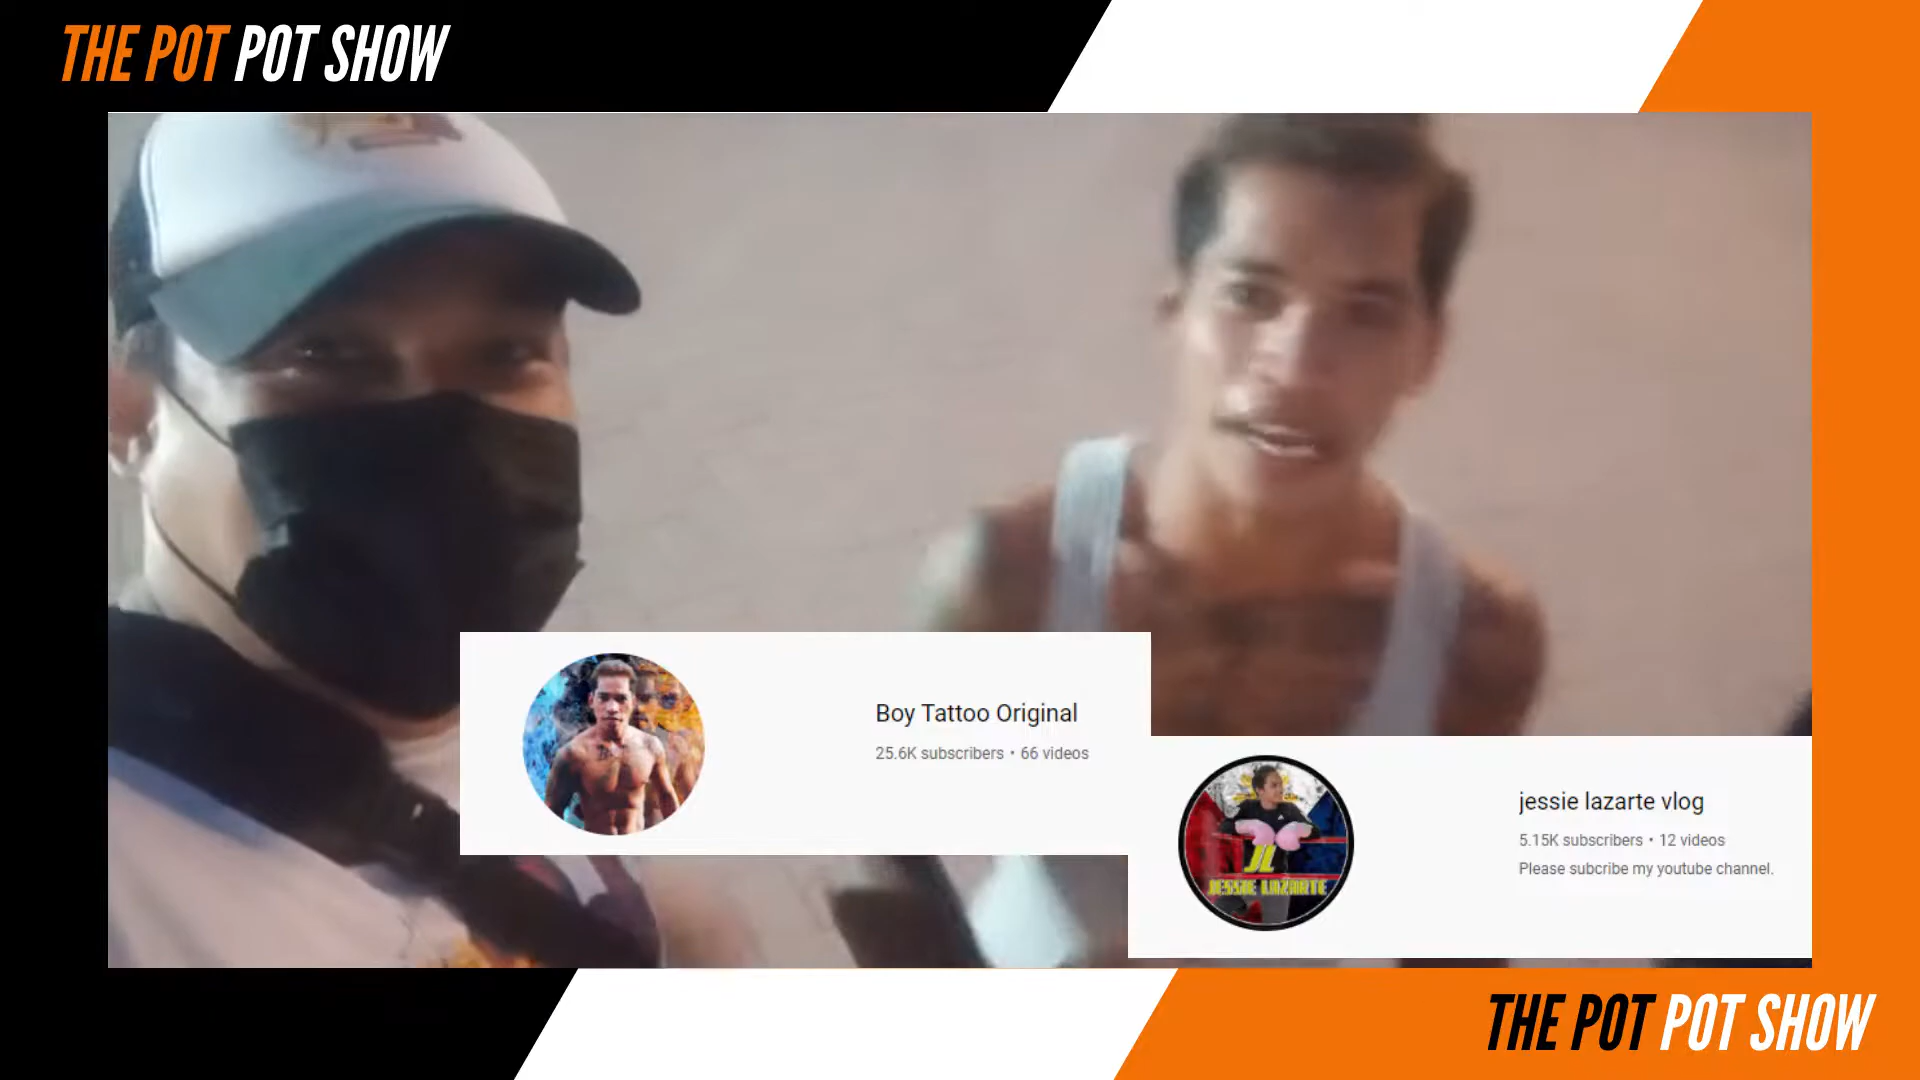 THE POT POT SHOW
Boy Tattoo Original
25.6K subscribers • 66 videos
jessie lazarte vlog
5.15K subscribers • 12 videos
Please subcribe my youtube channel.
JL
JESSIE LAZARTE
THE POT POT SHOW